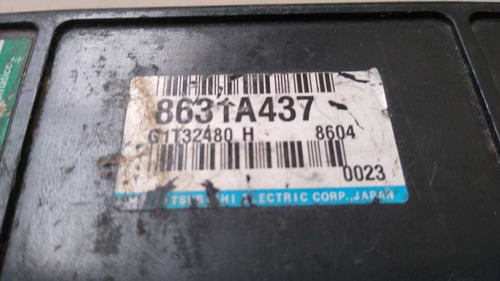 8631A437
G1T32480 H 8604
0023
ELECTRIC CORP., JAPAN